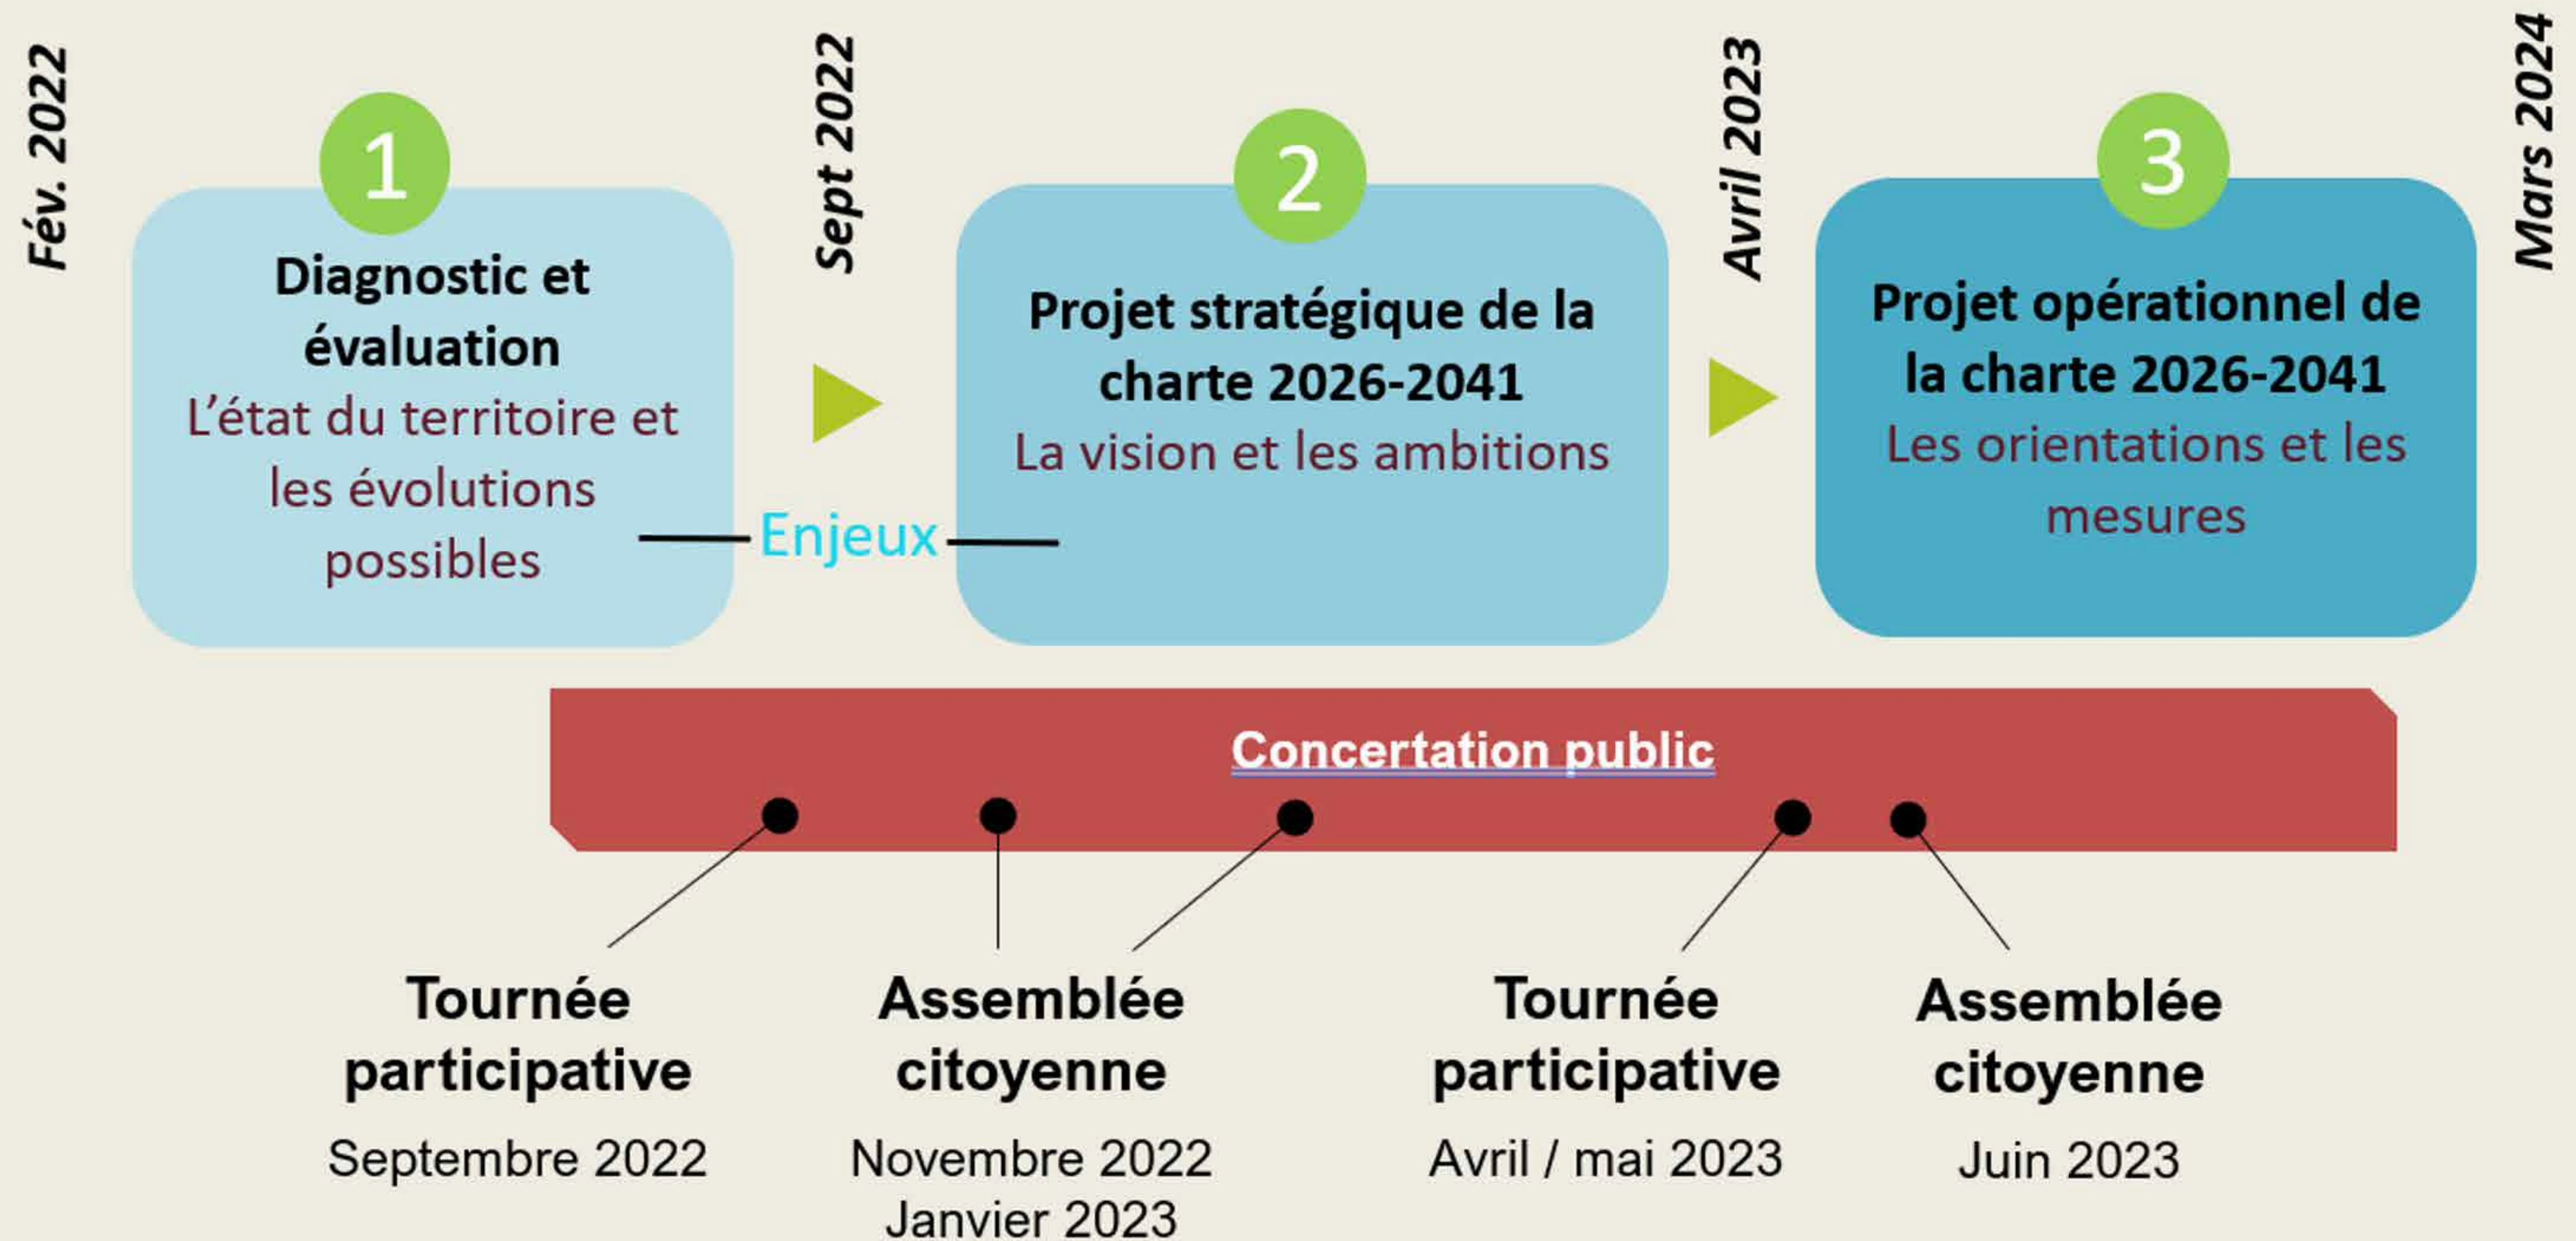 Fév. 2022
Sept 2022
Avril 2023
Mars 2024
1
Diagnostic et
évaluation
L’état du territoire et
les évolutions
possibles
Enjeux
2
Projet stratégique de la
charte 2026-2041
La vision et les ambitions
3
Projet opérationnel de
la charte 2026-2041
Les orientations et les
mesures
Concertation public
Tournée
participative
Septembre 2022
Assemblée
citoyenne
Novembre 2022
Janvier 2023
Tournée
participative
Avril / mai 2023
Assemblée
citoyenne
Juin 2023